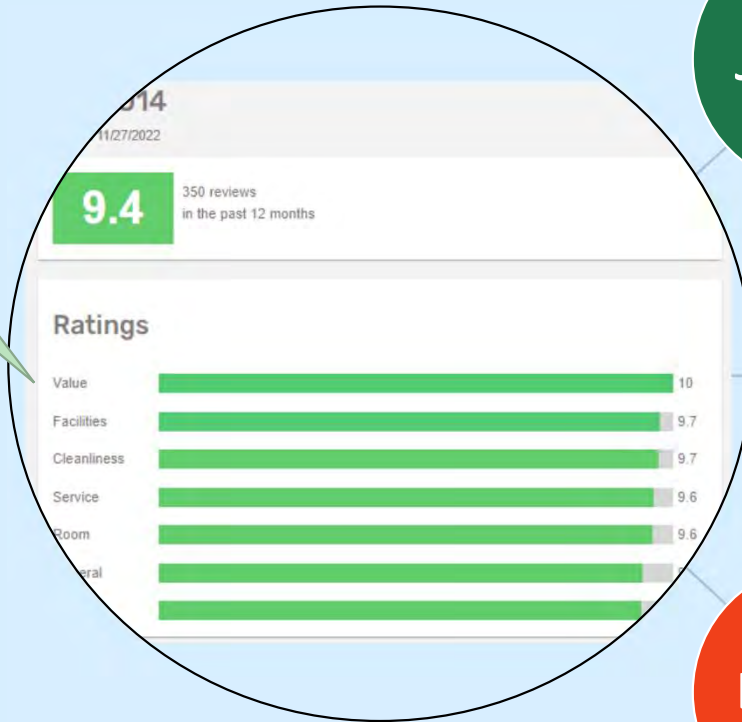 014
11/27/2022
9.4
350 reviews
in the past 12 months
Ratings
Value 10
Facilities 9.7
Cleanliness 9.7
Service 9.6
Room 9.6